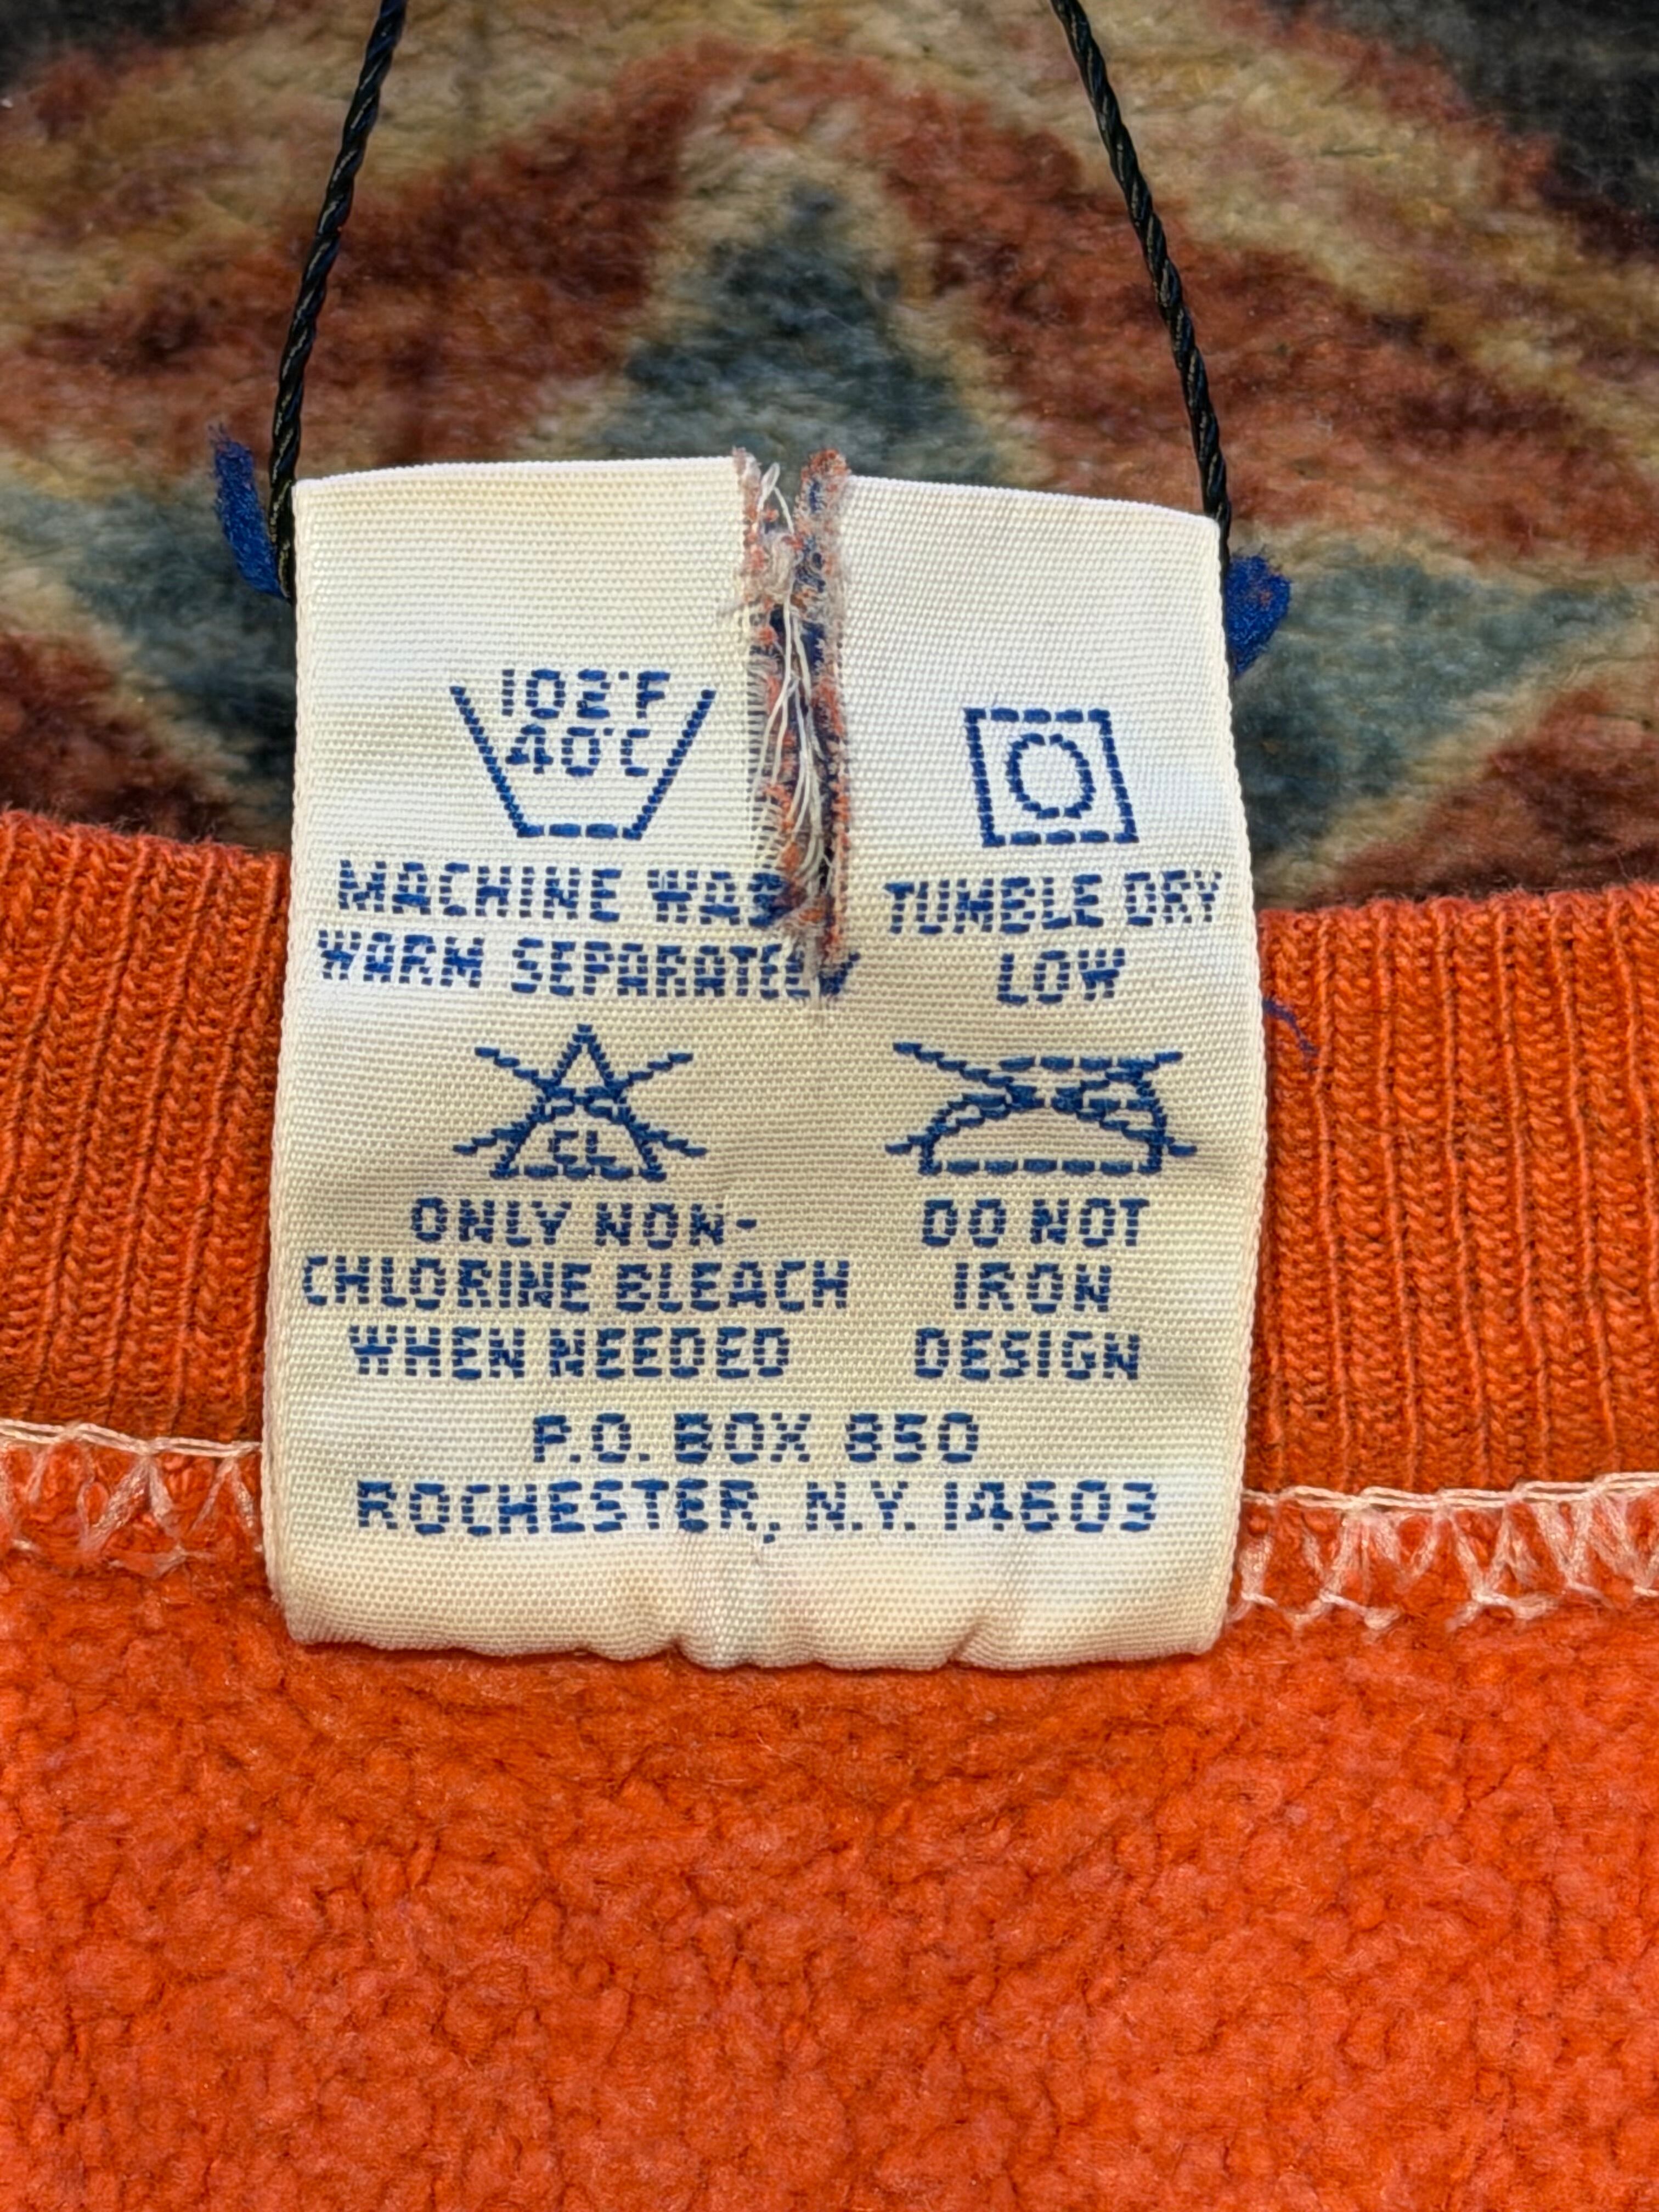 102°F
40°C
MACHINE WAS
WARM SEPARATELY
TUMBLE DRY
LOW
CL
ONLY NON-
CHLORINE BLEACH
WHEN NEEDED
DO NOT
IRON
DESIGN
P.O. BOX 850
ROCHESTER, N.Y. 14603